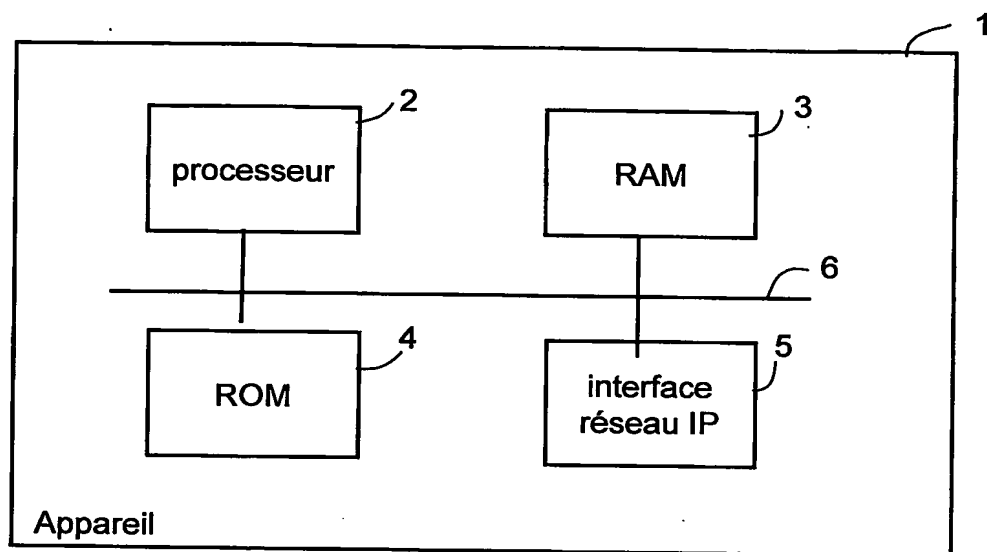 1
2
processeur
3
RAM
6
4
ROM
5
interface
réseau IP
Appareil